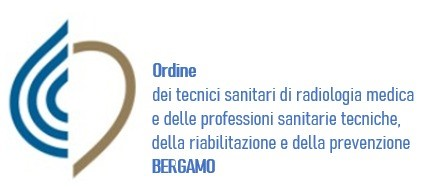 Ordine
dei tecnici sanitari di radiologia medica
e delle professioni sanitarie tecniche,
della riabilitazione e della prevenzione
BERGAMO